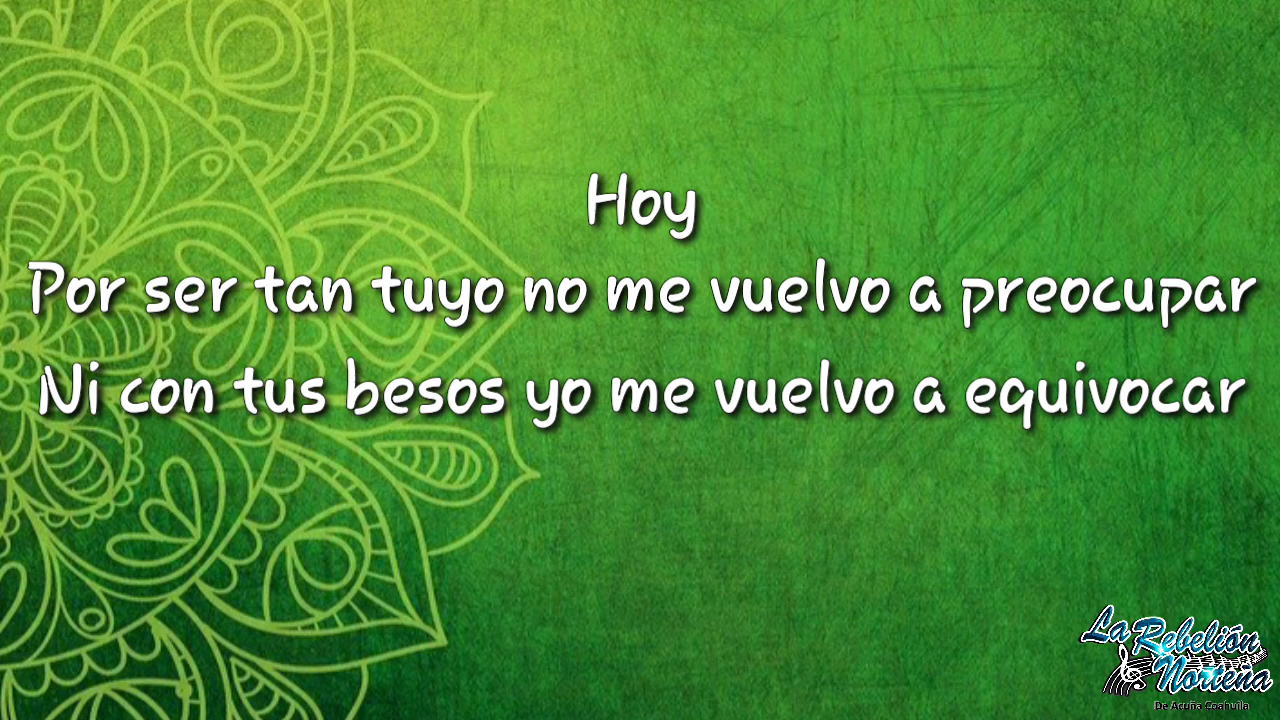 Hoy
Por ser tan tuyo no me vuelvo a preocupar
Ni con tus besos yo me vuelvo a equivocar
La Rebelión
Norteña
De Acuña Coahuila